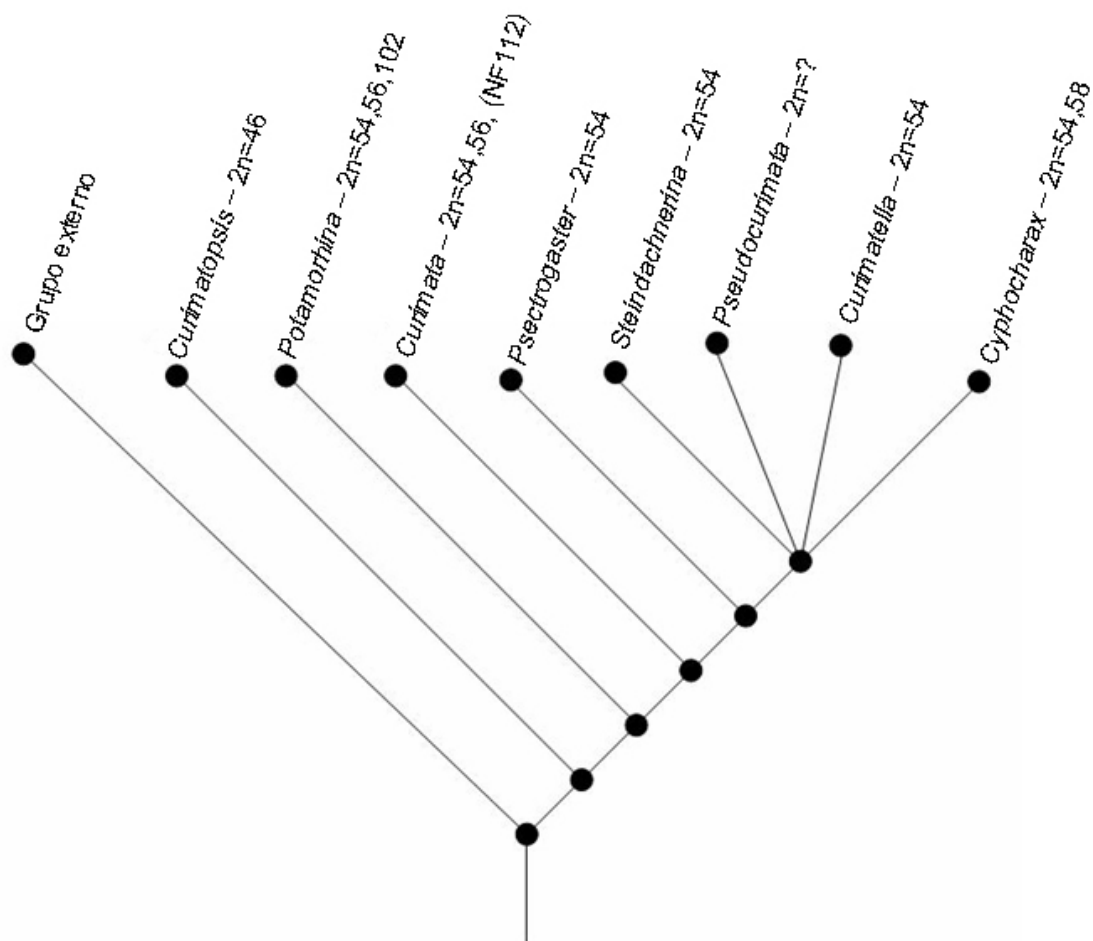 Grupo externo
Curimatopsis – 2n=46
Potamorhina – 2n=54,56,102
Curimata – 2n=54,56, (NF112)
Psectrogaster – 2n=54
Steindachnerina – 2n=54
Pseudocurimata – 2n=?
Curimatella – 2n=54
Cyphocharax – 2n=54,58